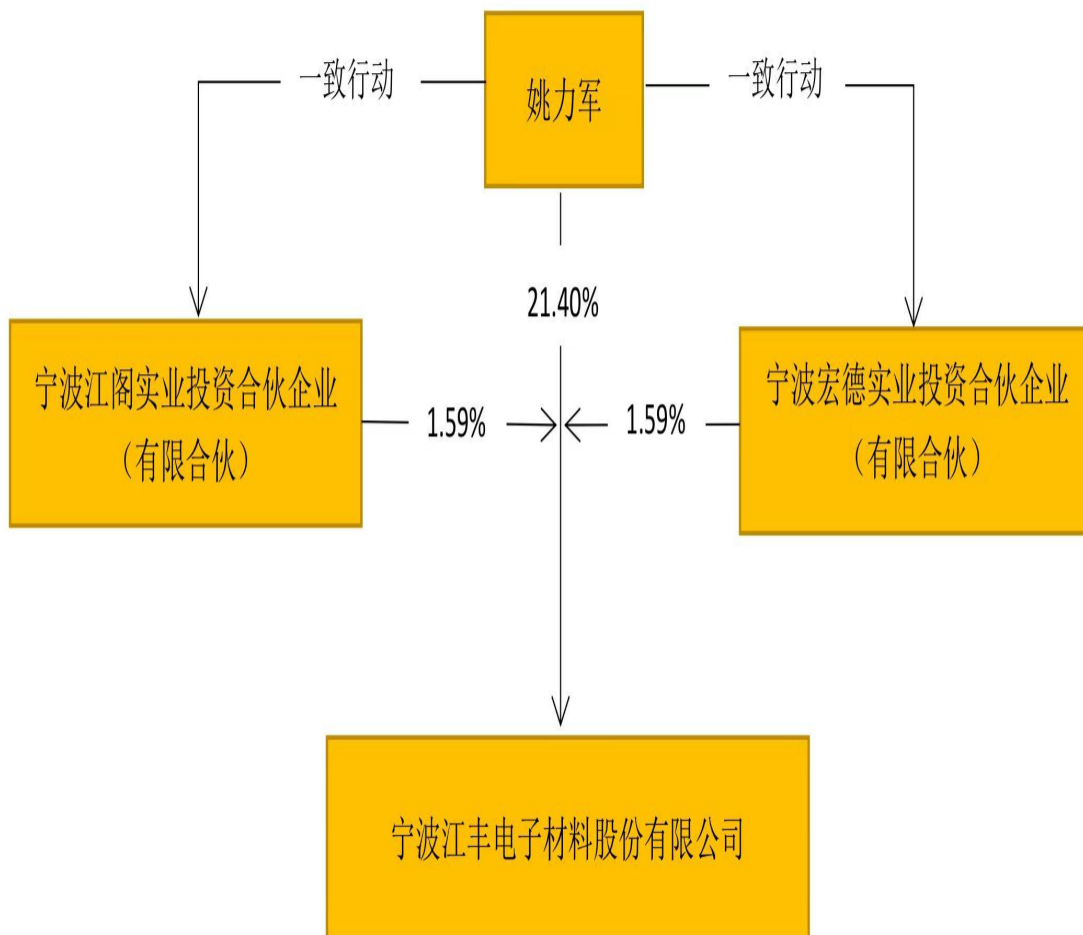 一致行动
姚力军
一致行动
21.40%
宁波江阁实业投资合伙企业
（有限合伙）
1.59%
1.59%
宁波宏德实业投资合伙企业
（有限合伙）
宁波江丰电子材料股份有限公司